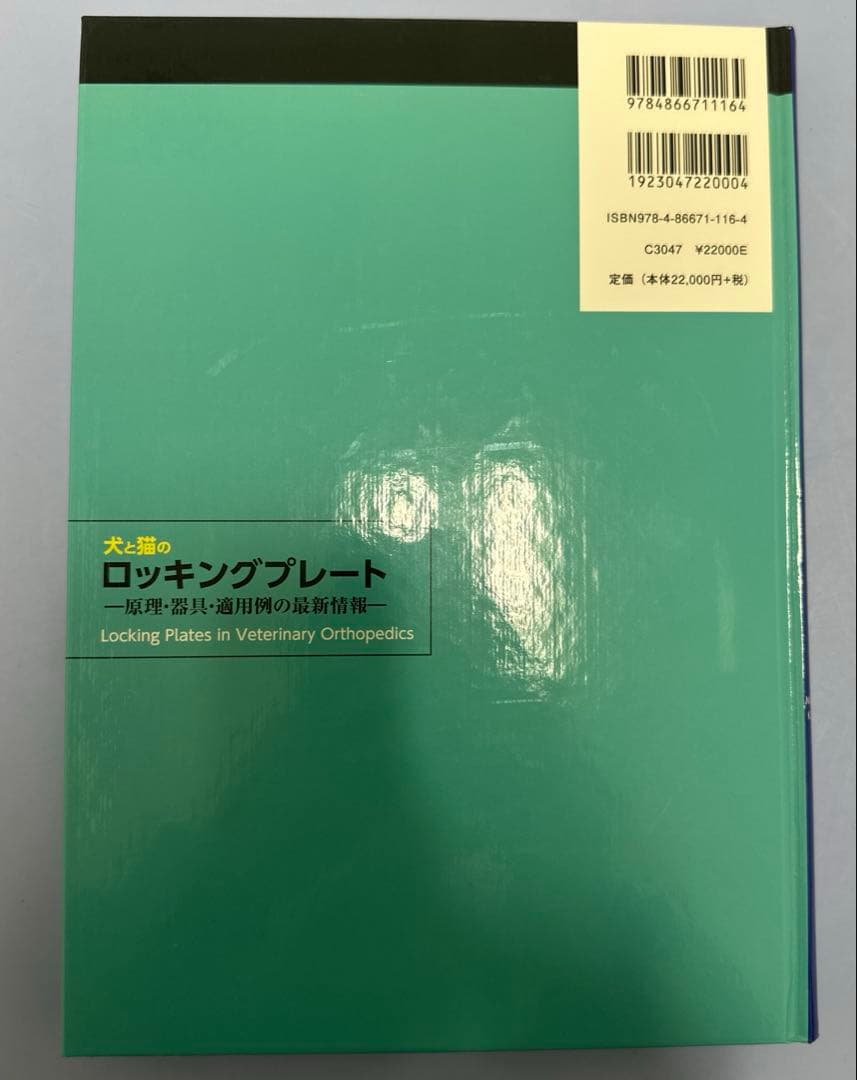 9784866711164
1923047220004
ISBN978-4-86671-116-4
C3047 ¥22000E
定価（本体22,000円+税）
犬と猫の
ロッキングプレート
―原理・器具・適用例の最新情報―
Locking Plates in Veterinary Orthopedics